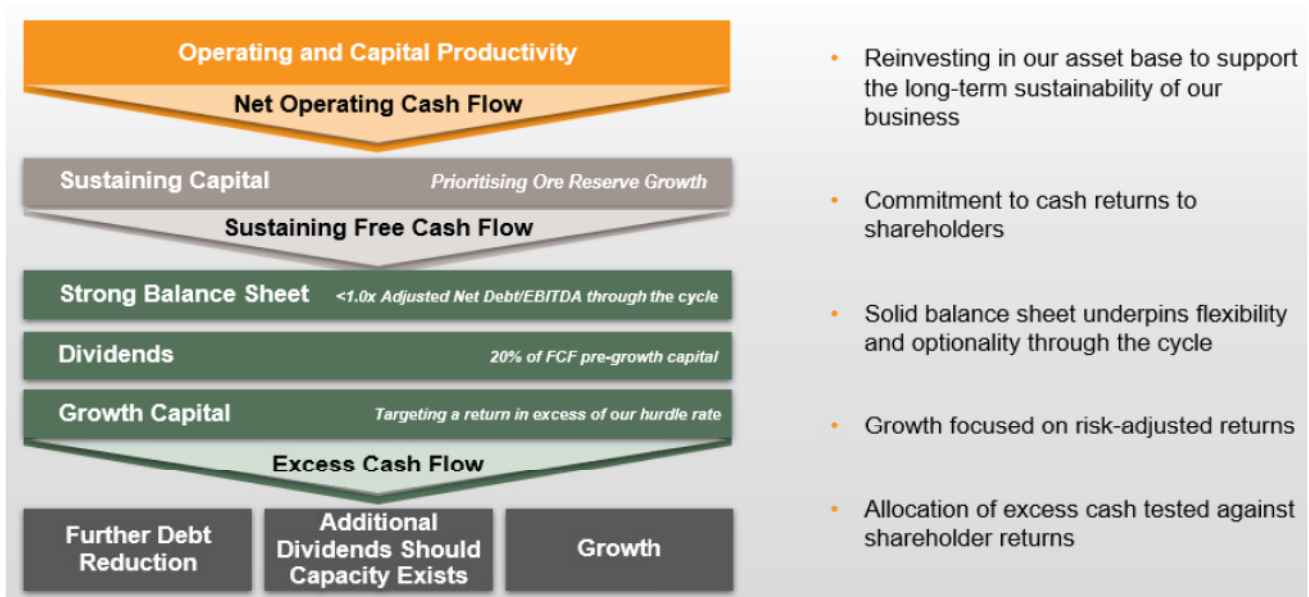 Operating and Capital Productivity
Net Operating Cash Flow
Sustaining Capital
Prioritising Ore Reserve Growth
Sustaining Free Cash Flow
Strong Balance Sheet
<1.0x Adjusted Net Debt/EBITDA through the cycle
Dividends
20% of FCF pre-growth capital
Growth Capital
Targeting a return in excess of our hurdle rate
Excess Cash Flow
Further Debt
Reduction
Additional
Dividends Should
Capacity Exists
Growth
• Reinvesting in our asset base to support
the long-term sustainability of our
business
• Commitment to cash returns to
shareholders
• Solid balance sheet underpins flexibility
and optionality through the cycle
• Growth focused on risk-adjusted returns
• Allocation of excess cash tested against
shareholder returns